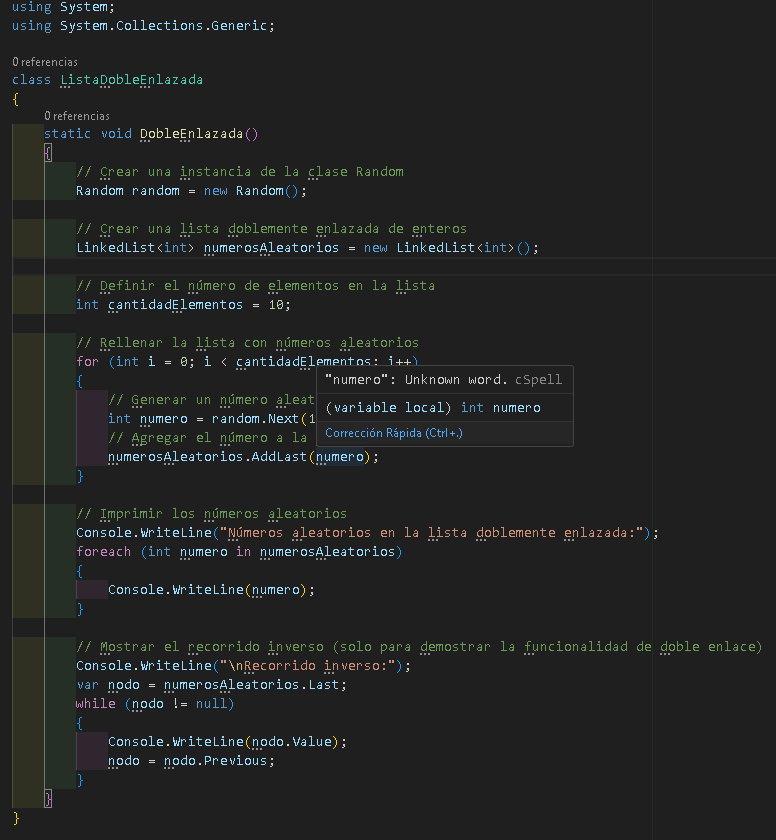 using System;
using System.Collections.Generic;
0 referencias
class ListaDobleEnlazada
{
0 referencias
static void DobleEnlazada()
{
// Crear una instancia de la clase Random
Random random = new Random();
// Crear una lista doblemente enlazada de enteros
LinkedList<int> numerosAleatorios = new LinkedList<int>();
// Definir el número de elementos en la lista
int cantidadElementos = 10;
// Rellenar la lista con números aleatorios
for (int i = 0; i < cantidadElementos; i++)
{
"numero": Unknown word. cSpell
// Generar un número aleat
(variable local) int numero
int numero = random.Next(1
Corrección Rápida (Ctrl+.)
// Agregar el número a la
numerosAleatorios.AddLast(numero);
}
// Imprimir los números aleatorios
Console.WriteLine("Números aleatorios en la lista doblemente enlazada:");
foreach (int numero in numerosAleatorios)
{
Console.WriteLine(numero);
}
// Mostrar el recorrido inverso (solo para demostrar la funcionalidad de doble enlace)
Console.WriteLine("\nRecorrido inverso:");
var nodo = numerosAleatorios.Last;
while (nodo != null)
{
Console.WriteLine(nodo.Value);
nodo = nodo.Previous;
}
}
}